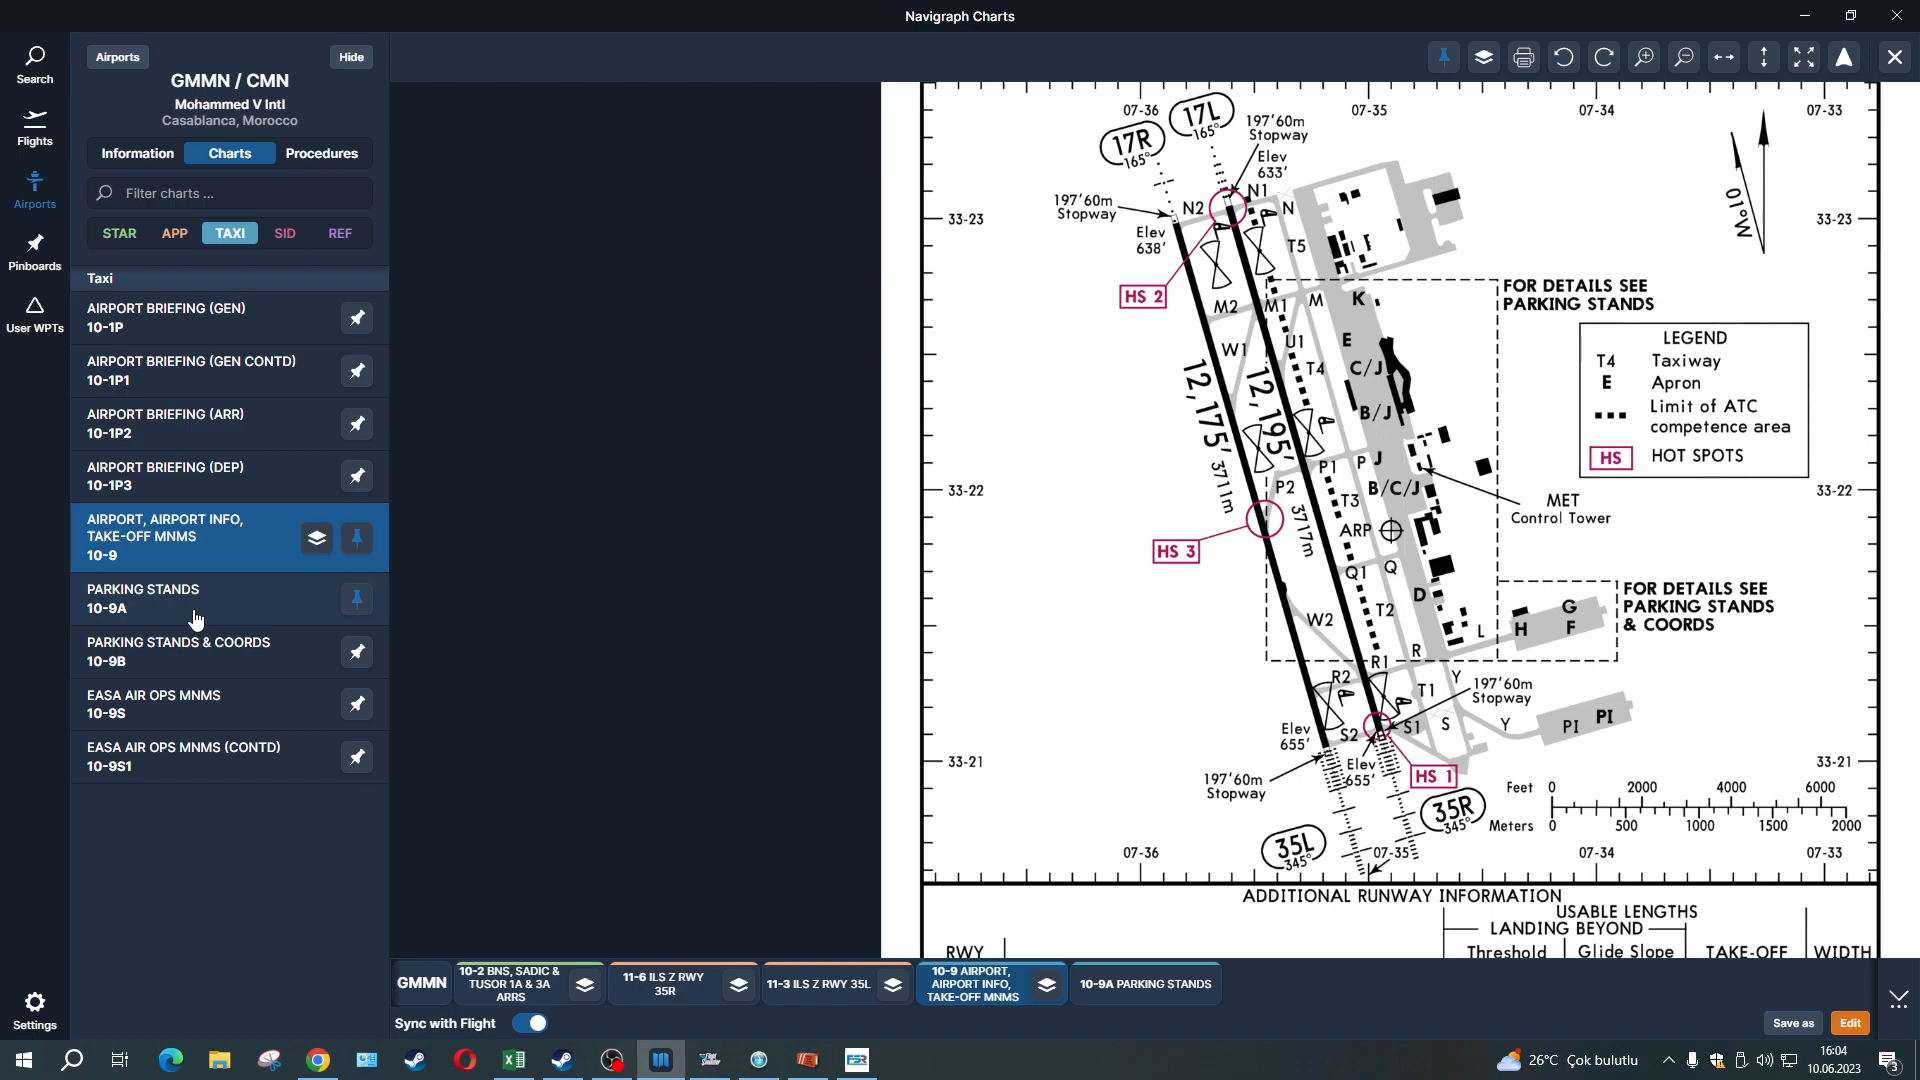 Navigraph Charts
Search
Flights
Airports
Pinboards
User WPTs
Settings
Airports
Hide
GMMN / CMN
Mohammed V Intl
Casablanca, Morocco
Information
Charts
Procedures
Filter charts ...
STAR
APP
TAXI
SID
REF
Taxi
AIRPORT BRIEFING (GEN)
10-1P
AIRPORT BRIEFING (GEN CONTD)
10-1P1
AIRPORT BRIEFING (ARR)
10-1P2
AIRPORT BRIEFING (DEP)
10-1P3
AIRPORT, AIRPORT INFO,
TAKE-OFF MNMS
10-9
PARKING STANDS
10-9A
PARKING STANDS & COORDS
10-9B
EASA AIR OPS MNMS
10-9S
EASA AIR OPS MNMS (CONTD)
10-9S1
07-36
07-35
07-34
07-33
17L
165°
17R
165°
197'60m
Stopway
Elev
633'
197'60m
Stopway
N2
N1
N
Elev
638'
33-23
33-23
01°W
T5
HS 2
M2
M1
M
K
FOR DETAILS SEE
PARKING STANDS
LEGEND
T4 Taxiway
E Apron
Limit of ATC
competence area
HS HOT SPOTS
W1
U1
E
T4
C/J
B/J
12,175'
3711m
12,195'
3717m
P1
P
J
P2
B/C/J
T3
33-22
33-22
MET
Control Tower
ARP
HS 3
Q1
Q
D
T2
W2
FOR DETAILS SEE
PARKING STANDS
& COORDS
G
H
F
L
R
R1
R2
Y
T1
197'60m
Stopway
S1
S
Y
PI
PI
S2
Elev
655'
Elev
655'
33-21
33-21
197'60m
Stopway
HS 1
35R
345°
35L
345°
Feet 0 2000 4000 6000
Meters 0 500 1000 1500 2000
07-36
07-35
07-34
07-33
ADDITIONAL RUNWAY INFORMATION
USABLE LENGTHS
LANDING BEYOND
RWY
Threshold
Glide Slope
TAKE-OFF
WIDTH
GMMN
10-2 BNS, SADIC &
TUSOR 1A & 3A
ARRS
11-6 ILS Z RWY
35R
11-3 ILS Z RWY 35L
10-9 AIRPORT,
AIRPORT INFO,
TAKE-OFF MNMS
10-9A PARKING STANDS
Sync with Flight
Save as
Edit
26°C Çok bulutlu
16:04
10.06.2023
3
FSR